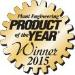 Plant Engineering
PRODUCT
OF THE YEAR
Winner
2015